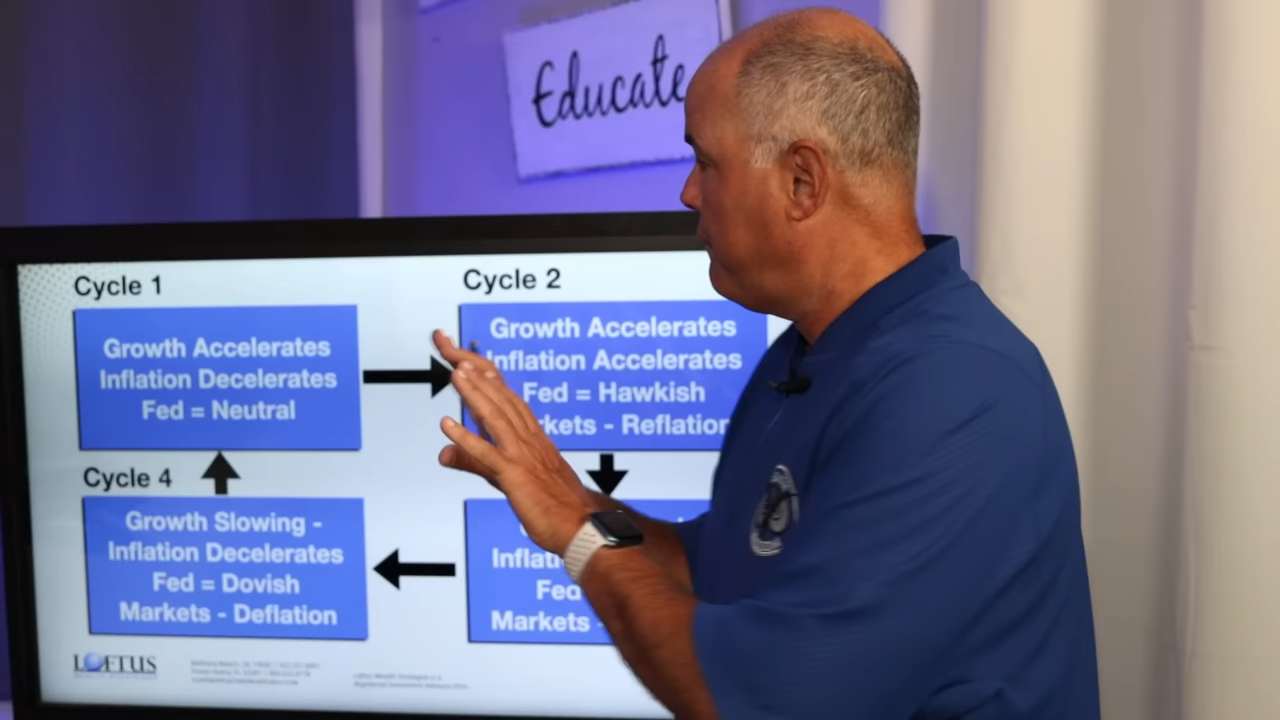 Educate
Cycle 1
Growth Accelerates
Inflation Decelerates
Fed = Neutral
Cycle 2
Growth Accelerates
Inflation Accelerates
Fed = Hawkish
Reflation
Cycle 4
Growth Slowing -
Inflation Decelerates
Fed = Dovish
Markets - Deflation
Fed
Markets -
LOFTUS